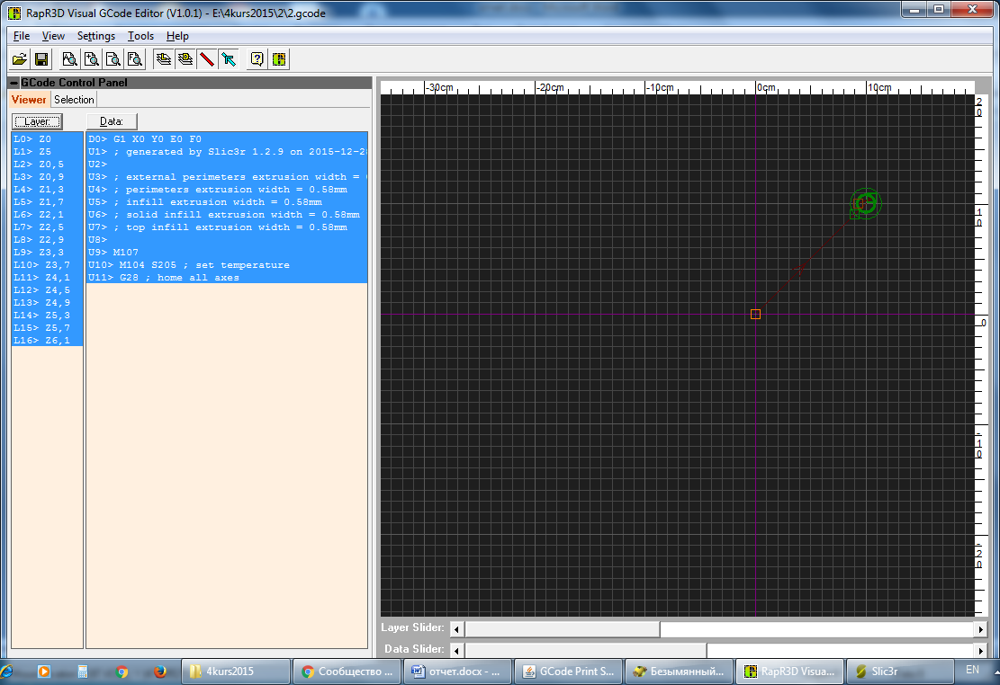 RapR3D Visual GCode Editor (V1.0.1) - E:\4kurs2015\2\2.gcode
File View Settings Tools Help
GCode Control Panel
Viewer Selection
Layer: Data:
L0> Z0
L1> Z5
L2> Z0,5
L3> Z0,9
L4> Z1,3
L5> Z1,7
L6> Z2,1
L7> Z2,5
L8> Z2,9
L9> Z3,3
L10> Z3,7
L11> Z4,1
L12> Z4,5
L13> Z4,9
L14> Z5,3
L15> Z5,7
L16> Z6,1
D0> G1 X0 Y0 E0 F0
U1> ; generated by Slic3r 1.2.9 on 2015-12-28
U2>
U3> ; external perimeters extrusion width =
U4> ; perimeters extrusion width = 0.58mm
U5> ; infill extrusion width = 0.58mm
U6> ; solid infill extrusion width = 0.58mm
U7> ; top infill extrusion width = 0.58mm
U8>
U9> M107
U10> M104 S205 ; set temperature
U11> G28 ; home all axes
-30cm -20cm -10cm 0cm 10cm
20
10
0
-10
-20
Layer Slider:
Data Slider:
4kurs2015 Сообщество ... отчет.docx - ... GCode Print S... Безымянный... RapR3D Visua... Slic3r EN